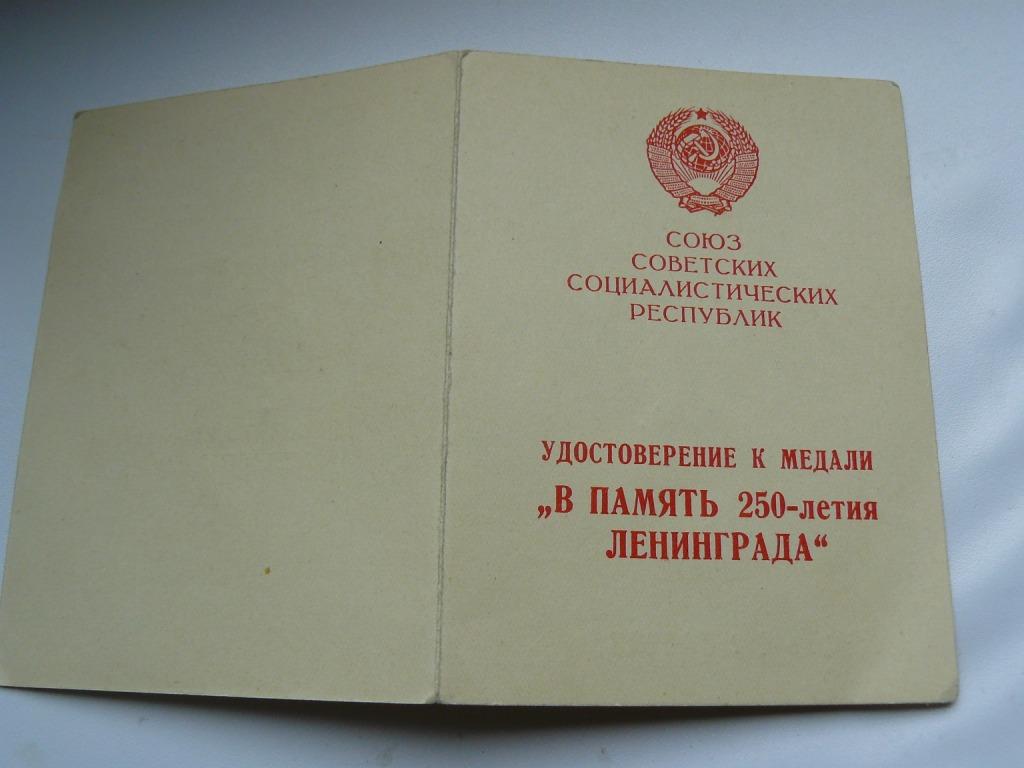 СОЮЗ
СОВЕТСКИХ
СОЦИАЛИСТИЧЕСКИХ
РЕСПУБЛИК
УДОСТОВЕРЕНИЕ К МЕДАЛИ
„В ПАМЯТЬ 250-летия
ЛЕНИНГРАДА“